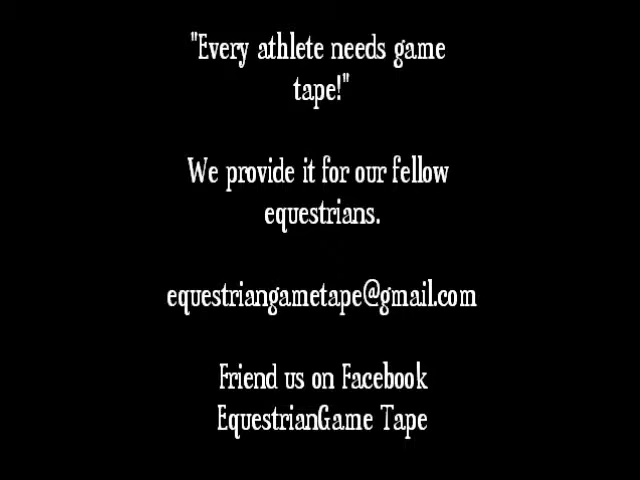 "Every athlete needs game
tape!"
We provide it for our fellow
equestrians.
equestriangametape@gmail.com
Friend us on Facebook
EquestrianGame Tape